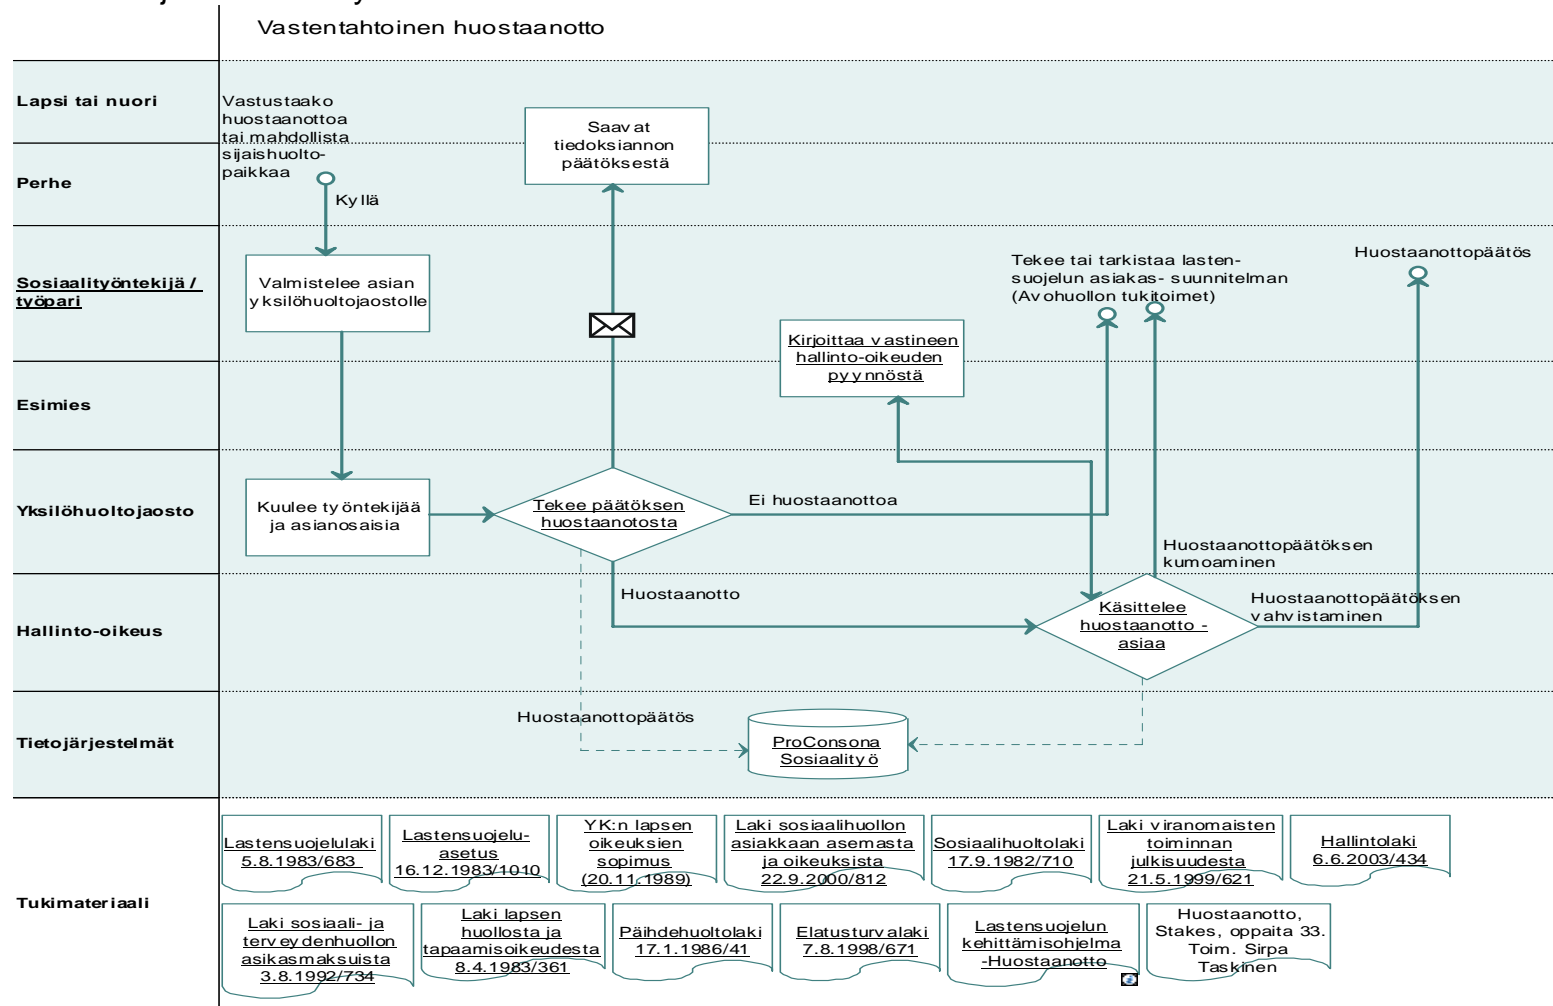 Vastentahtoinen huostaanotto
Lapsi tai nuori
Vastustaako
huostaanottoa
tai mahdollista
sijaishuolto-
paikkaa
Saavat
tiedoksiannon
päätöksestä
Perhe
Kyllä
Sosiaalityöntekijä /
työpari
Valmistelee asian
yksilöhuoltojaostolle
Tekee tai tarkistaa lasten-
suojelun asiakas- suunnitelman
(Avohuollon tukitoimet)
Huostaanottopäätös
Kirjoittaa vastineen
hallinto-oikeuden
pyynnöstä
Esimies
Yksilöhuoltojaosto
Kuulee työntekijää
ja asianosaisia
Tekee päätöksen
huostaanotosta
Ei huostaanottoa
Huostaanottopäätöksen
kumoaminen
Hallinto-oikeus
Huostaanotto
Käsittelee
huostaanotto -
asiaa
Huostaanottopäätöksen
vahvistaminen
Tietojärjestelmät
Huostaanottopäätös
ProConsona
Sosiaalityö
Tukimateriaali
Lastensuojelulaki
5.8.1983/683
Lastensuojelu-
asetus
16.12.1983/1010
YK:n lapsen
oikeuksien
sopimus
(20.11.1989)
Laki sosiaalihuollon
asiakkaan asemasta
ja oikeuksista
22.9.2000/812
Sosiaalihuoltolaki
17.9.1982/710
Laki viranomaisten
toiminnan
julkisuudesta
21.5.1999/621
Hallintolaki
6.6.2003/434
Laki sosiaali- ja
terveydenhuollon
asikasmaksuista
3.8.1992/734
Laki lapsen
huollosta ja
tapaamisoikeudesta
8.4.1983/361
Päihdehuoltolaki
17.1.1986/41
Elatusturvalaki
7.8.1998/671
Lastensuojelun
kehittämisohjelma
-Huostaanotto
Huostaanotto,
Stakes, oppaita 33.
Toim. Sirpa
Taskinen